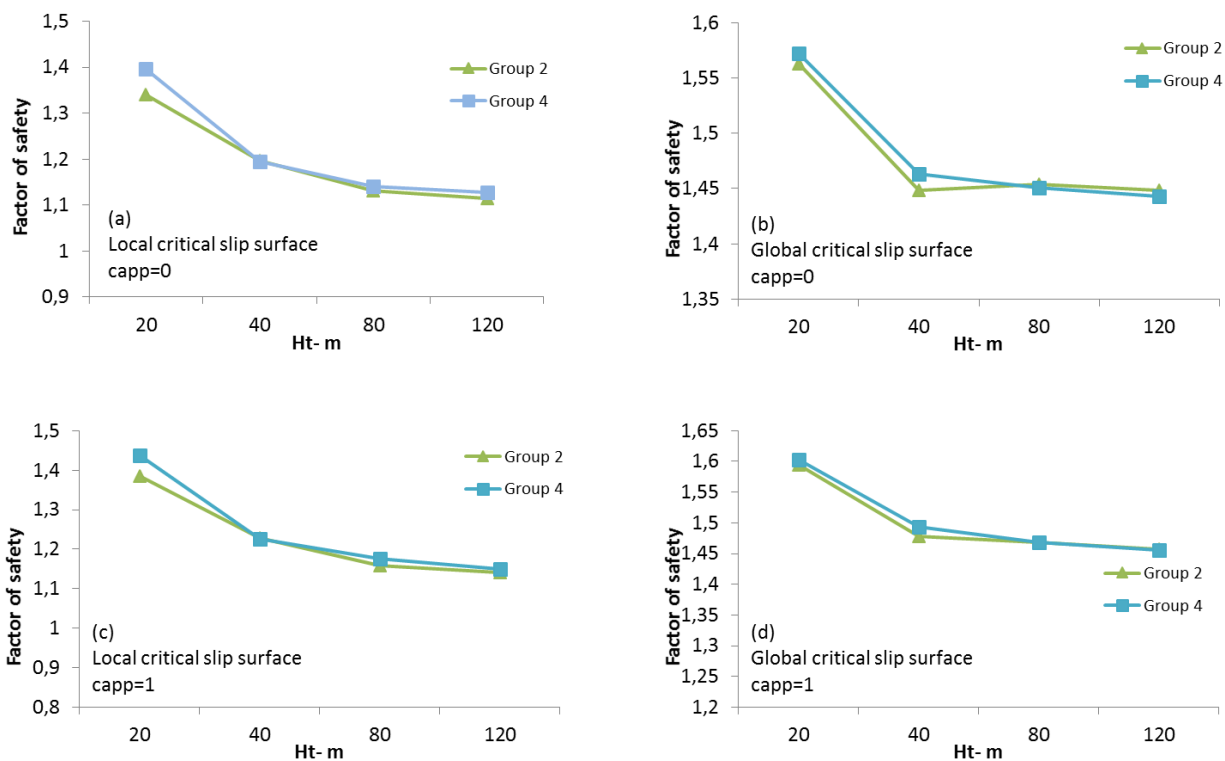 1,5
1,4
1,3
1,2
1,1
1
0,9
Factor of safety
Group 2
Group 4
(a)
Local critical slip surface
capp=0
20 40 80 120
Ht- m
1,6
1,55
1,5
1,45
1,4
1,35
Factor of safety
Group 2
Group 4
(b)
Global critical slip surface
capp=0
20 40 80 120
Ht- m
1,5
1,4
1,3
1,2
1,1
1
0,9
0,8
Factor of safety
Group 2
Group 4
(c)
Local critical slip surface
capp=1
20 40 80 120
Ht- m
1,65
1,6
1,55
1,5
1,45
1,4
1,35
1,3
1,25
1,2
Factor of safety
Group 2
Group 4
(d)
Global critical slip surface
capp=1
20 40 80 120
Ht- m